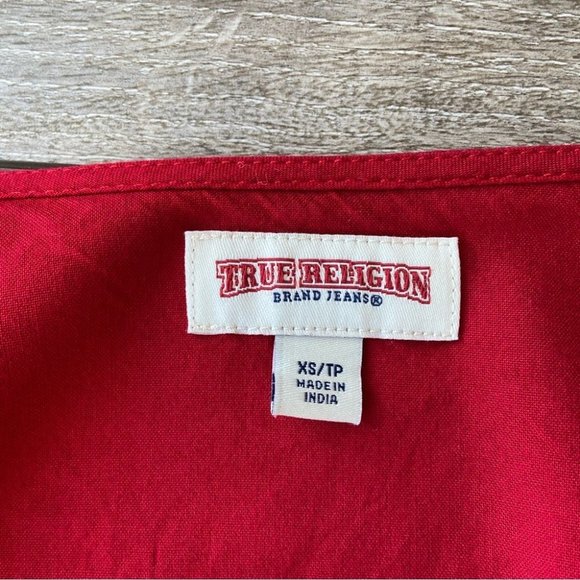 TRUE RELIGION
BRAND JEANS®
XS/TP
MADE IN
INDIA